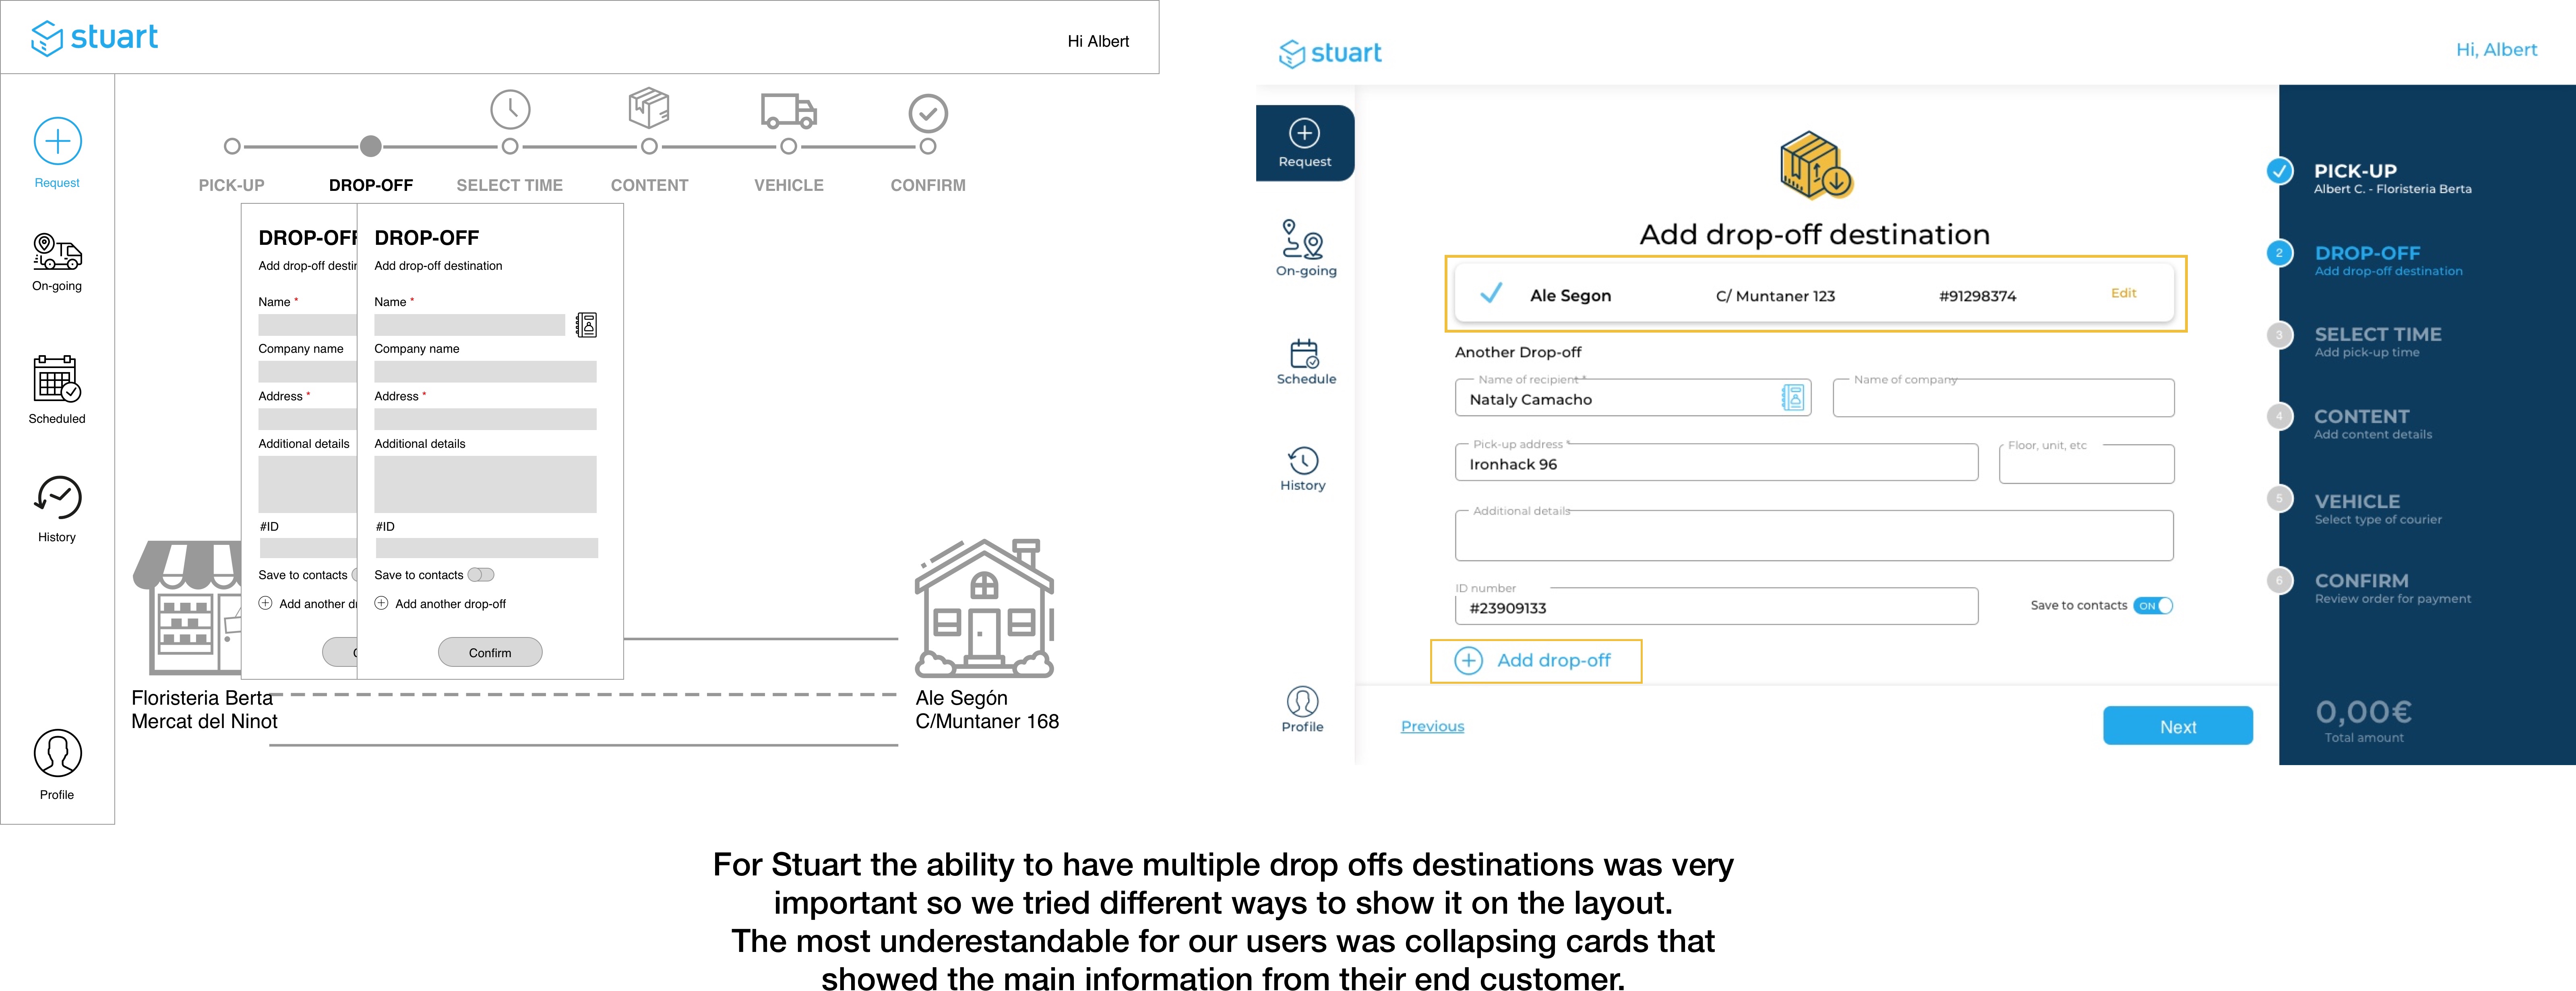 stuart
Hi Albert
Request
On-going
Scheduled
History
Profile
PICK-UP
DROP-OFF
SELECT TIME
CONTENT
VEHICLE
CONFIRM
DROP-OFF
Add drop-off destin
Name *
Company name
Address *
Additional details
#ID
Save to contacts
Add another dr
C
DROP-OFF
Add drop-off destination
Name *
Company name
Address *
Additional details
#ID
Save to contacts
Add another drop-off
Confirm
Floristeria Berta
Mercat del Ninot
Ale Segón
C/Muntaner 168
stuart
Hi, Albert
Request
On-going
Schedule
History
Profile
Add drop-off destination
Ale Segon C/ Muntaner 123 #91298374 Edit
Another Drop-off
Name of recipient * Name of company
Nataly Camacho
Pick-up address * Floor, unit, etc
Ironhack 96
Additional details
ID number
#23909133
Save to contacts ON
Add drop-off
Previous
Next
PICK-UP
Albert C. - Floristeria Berta
2 DROP-OFF
Add drop-off destination
3 SELECT TIME
Add pick-up time
4 CONTENT
Add content details
5 VEHICLE
Select type of courier
6 CONFIRM
Review order for payment
0,00€
Total amount
For Stuart the ability to have multiple drop offs destinations was very
important so we tried different ways to show it on the layout.
The most underestandable for our users was collapsing cards that
showed the main information from their end customer.